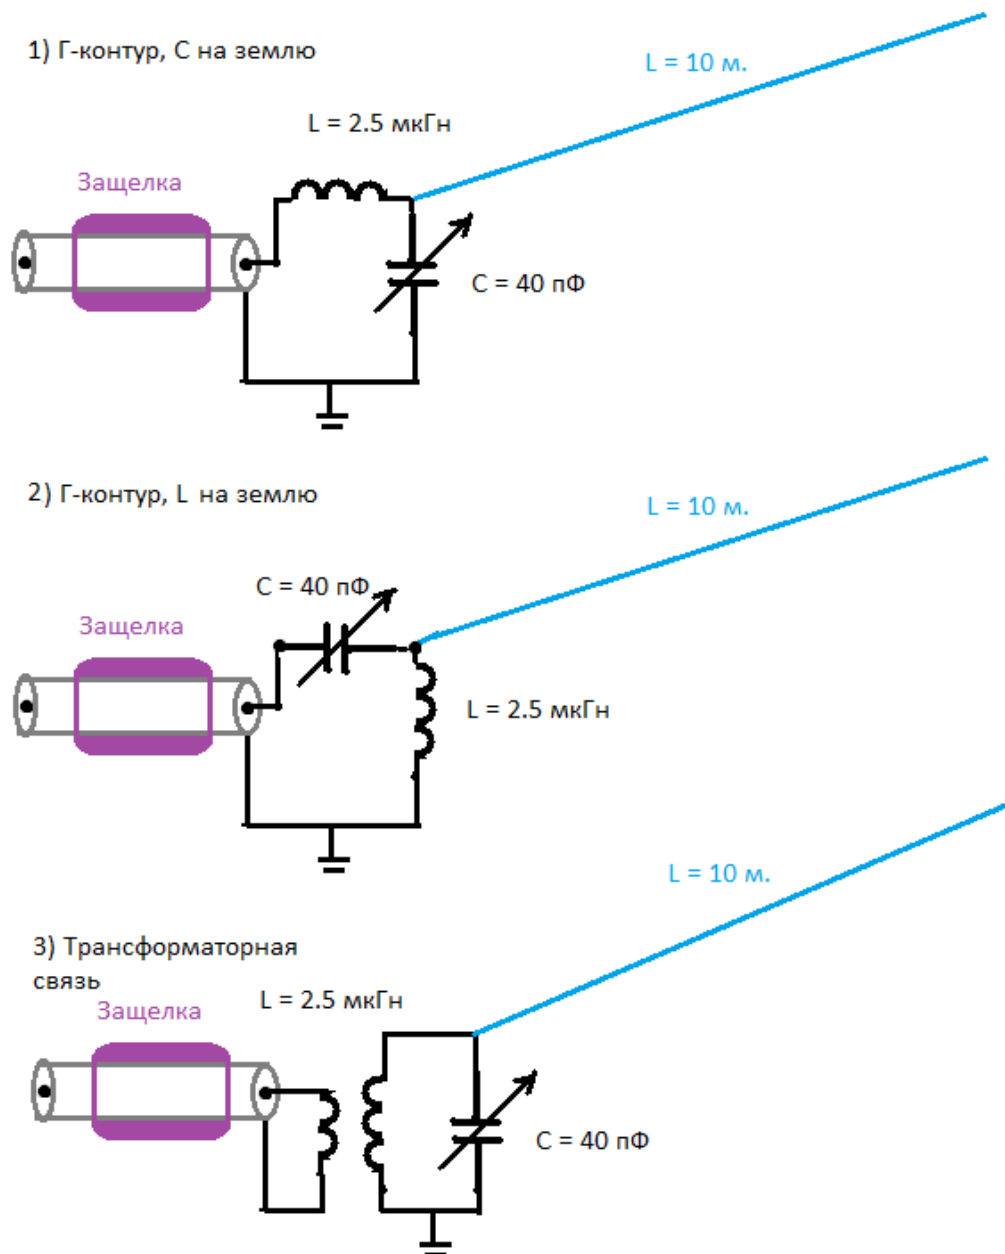 1) Г-контур, С на землю
L = 10 м.
L = 2.5 мкГн
Защелка
C = 40 пФ
2) Г-контур, L на землю
L = 10 м.
C = 40 пФ
Защелка
L = 2.5 мкГн
L = 10 м.
3) Трансформаторная
связь
L = 2.5 мкГн
Защелка
C = 40 пФ